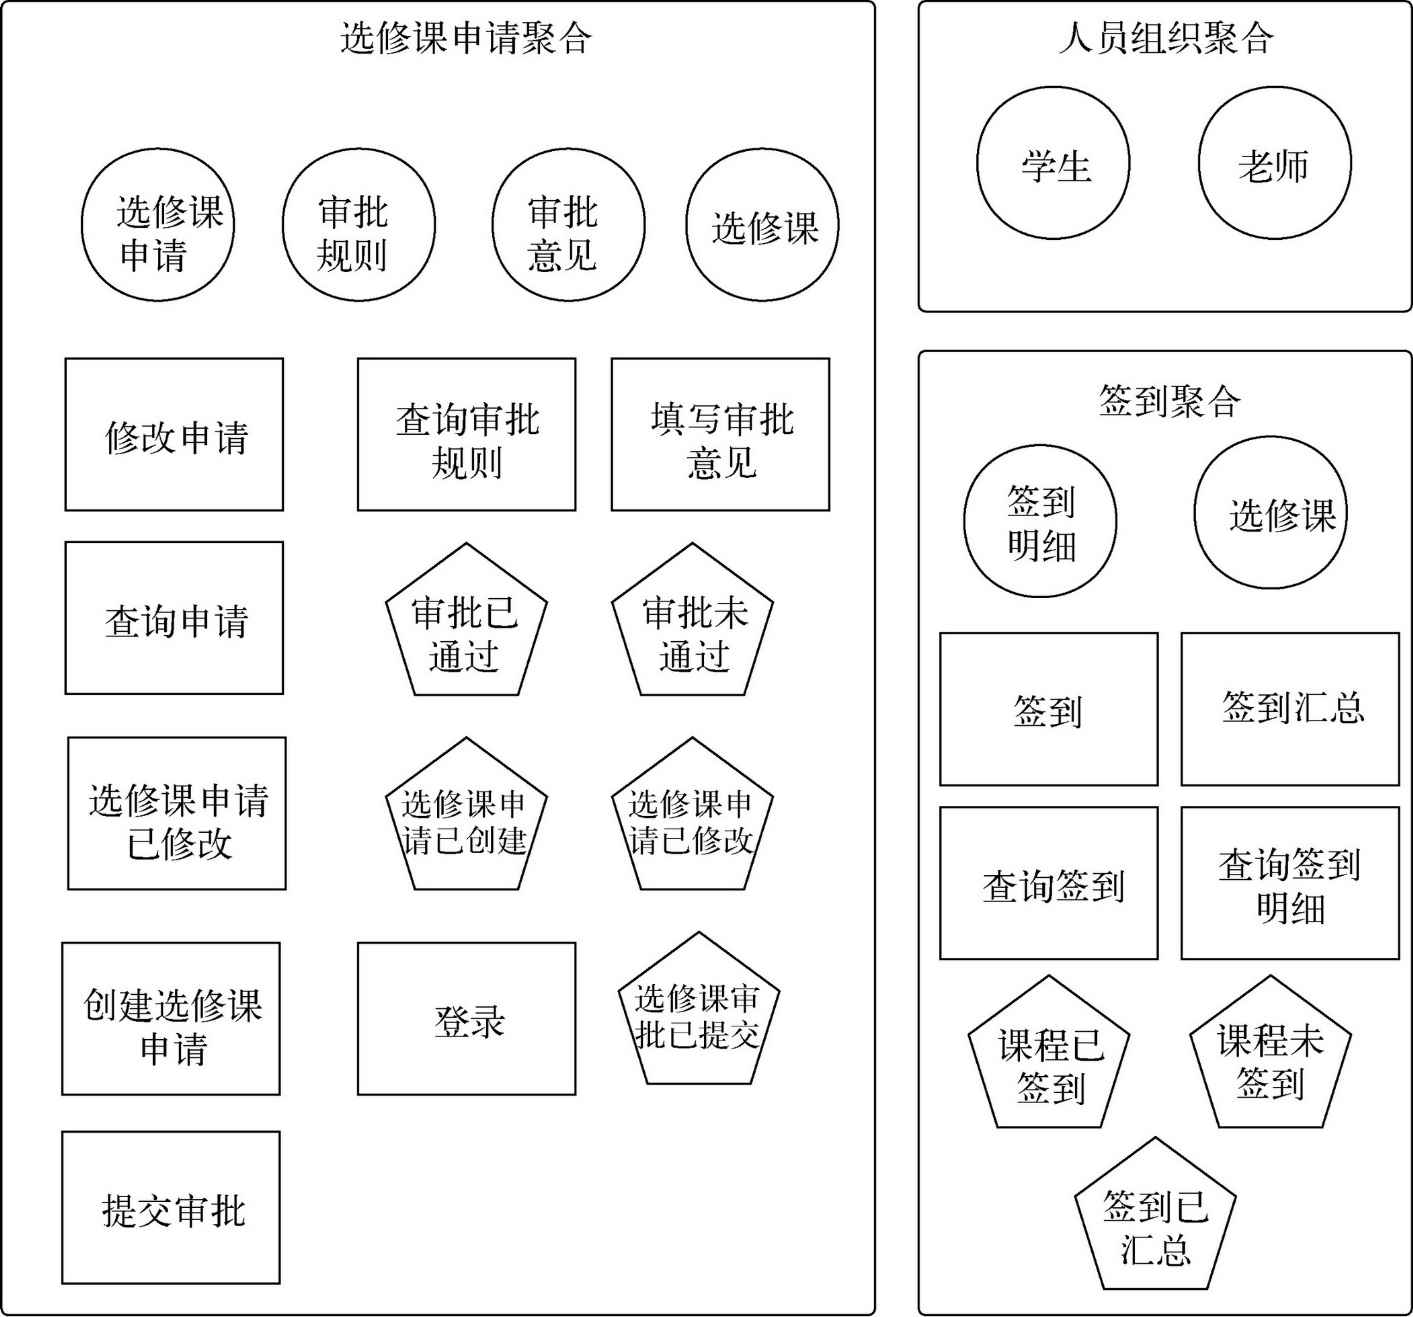 选修课申请聚合
选修课
申请
审批
规则
审批
意见
选修课
修改申请
查询审批
规则
填写审批
意见
查询申请
审批已
通过
审批未
通过
选修课申请
已修改
选修课申
请已创建
选修课申
请已修改
创建选修课
申请
登录
选修课审
批已提交
提交审批
人员组织聚合
学生
老师
签到聚合
签到
明细
选修课
签到
签到汇总
查询签到
查询签到
明细
课程已
签到
课程未
签到
签到已
汇总